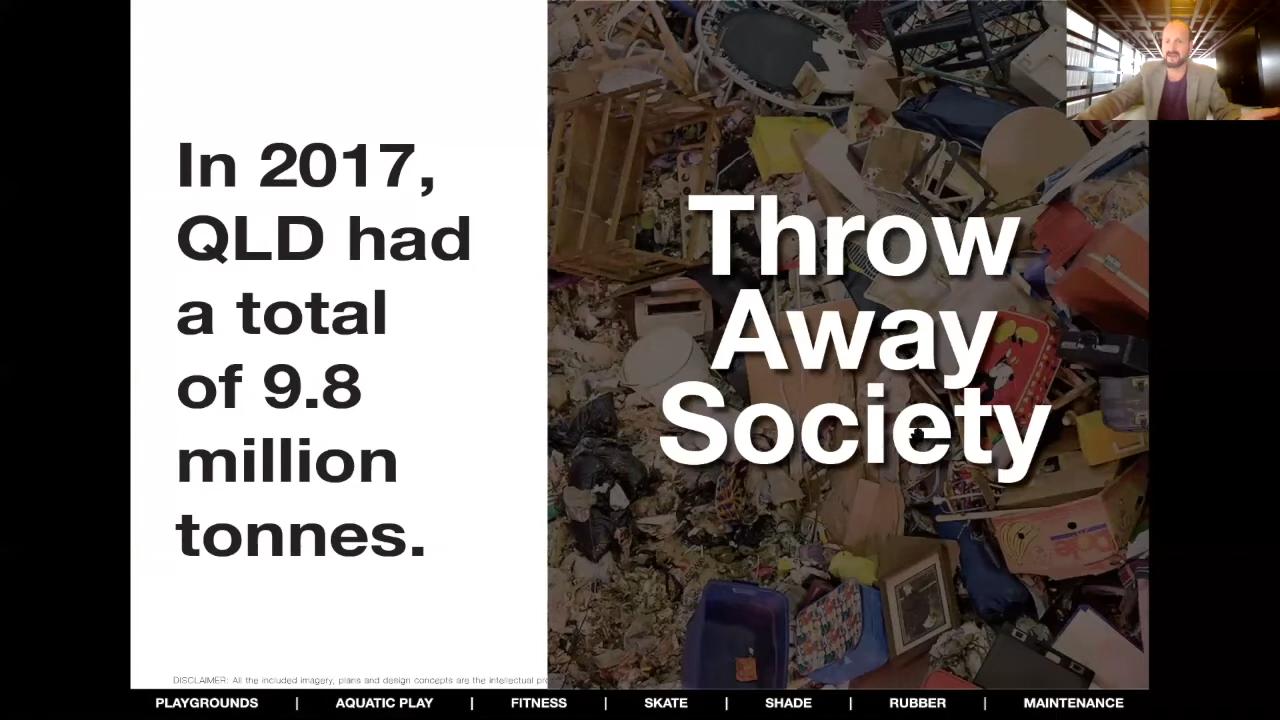 In 2017,
QLD had
a total
of 9.8
million
tonnes.
Throw
Away
Society
DISCLAIMER: All the included imagery, plans and design concepts are the intellectual pr
PLAYGROUNDS | AQUATIC PLAY | FITNESS | SKATE | SHADE | RUBBER | MAINTENANCE